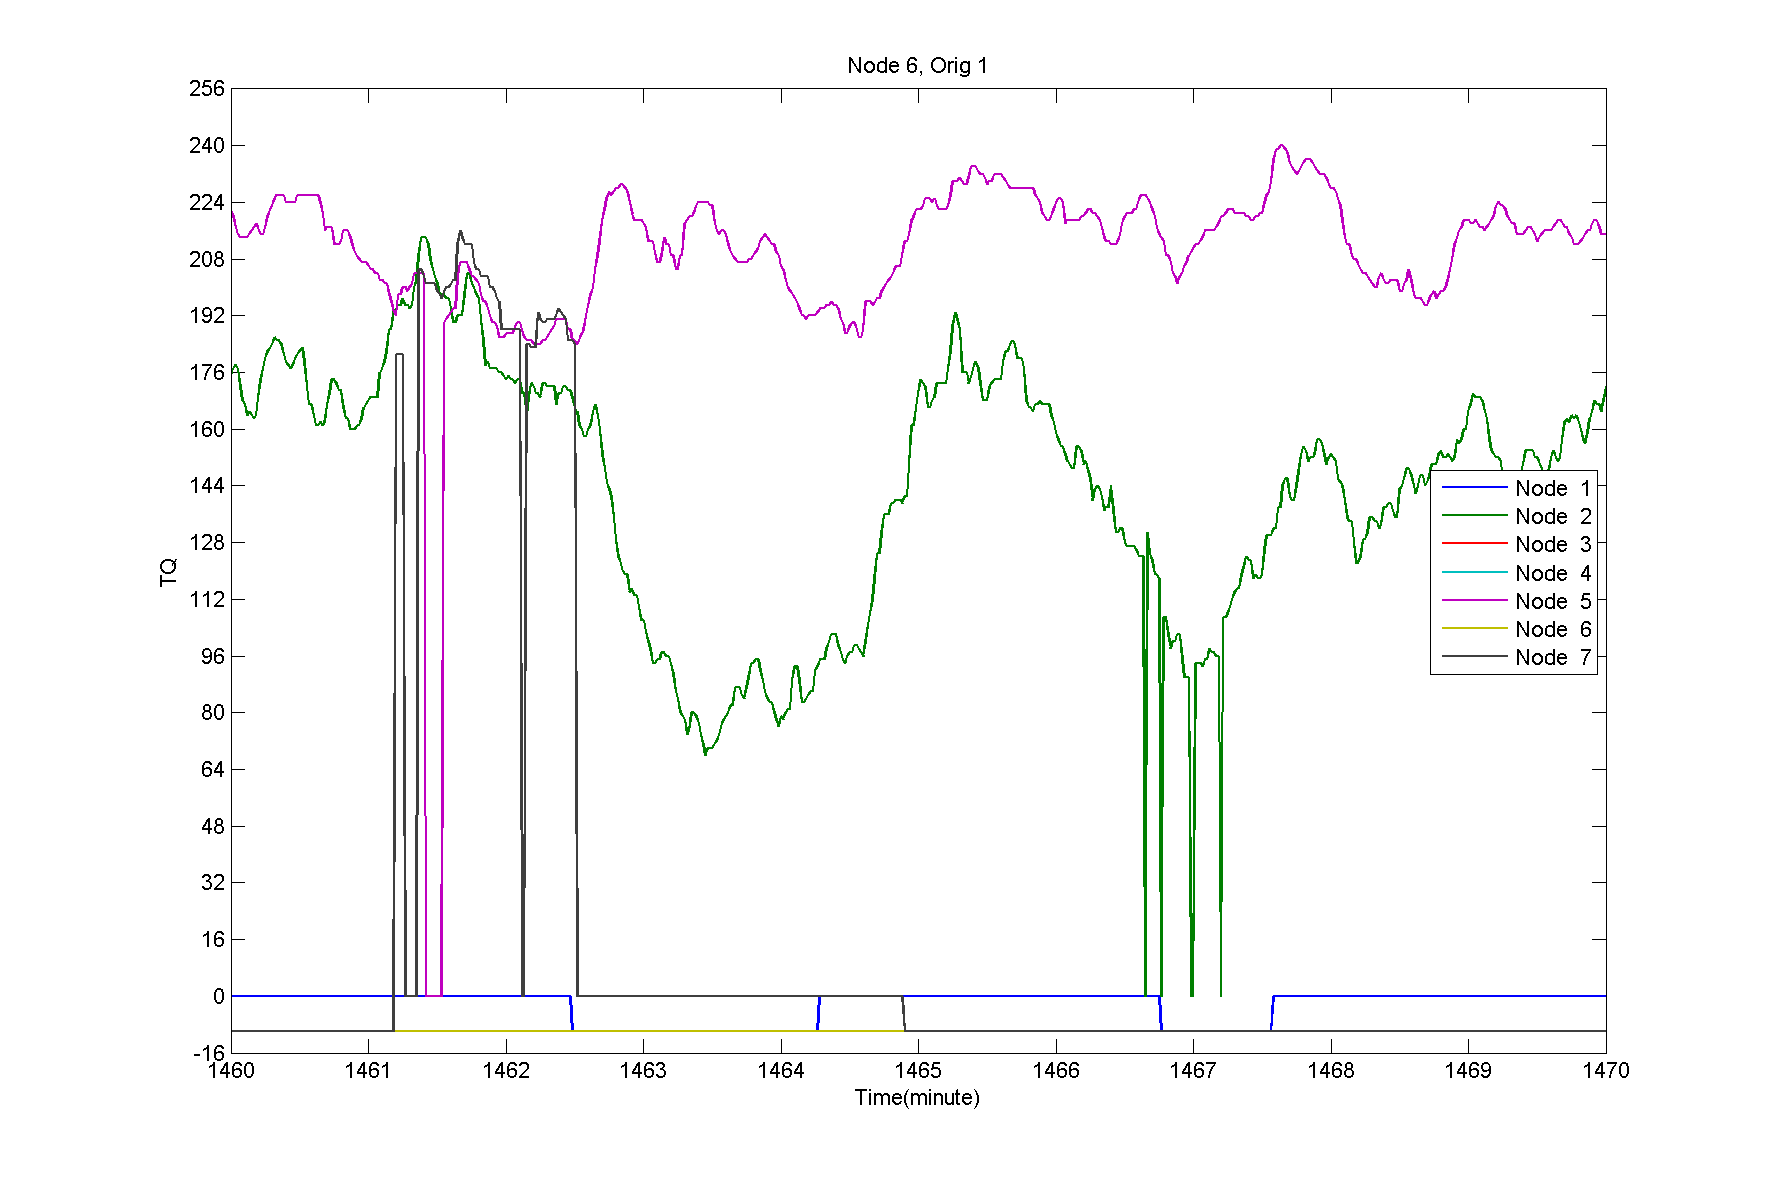 Node 6, Orig 1
256
240
224
208
192
176
160
144
128
112
96
80
64
48
32
16
0
-16
TQ
Node 1
Node 2
Node 3
Node 4
Node 5
Node 6
Node 7
1460 1461 1462 1463 1464 1465 1466 1467 1468 1469 1470
Time(minute)